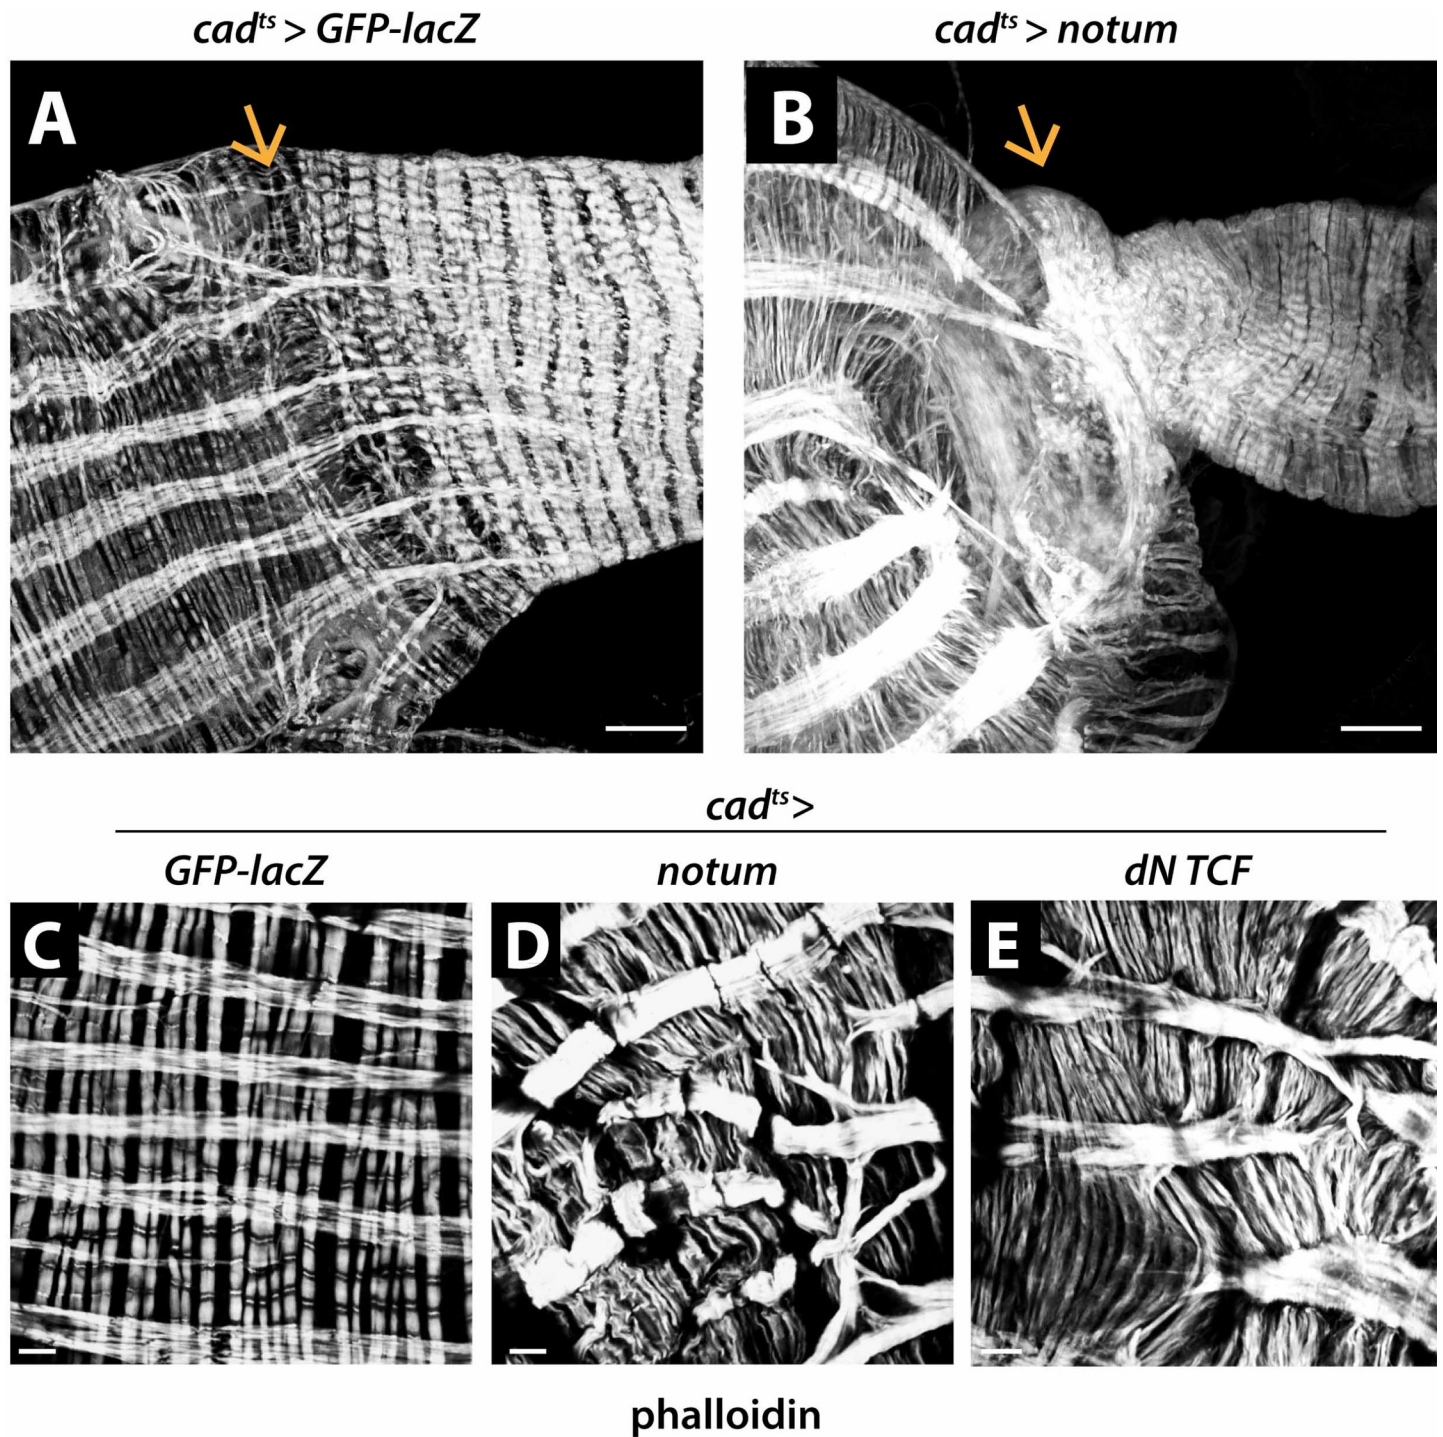 cadts > GFP-lacZ
cadts > notum
A
B
cadts>
GFP-lacZ
notum
dN TCF
C
D
E
phalloidin